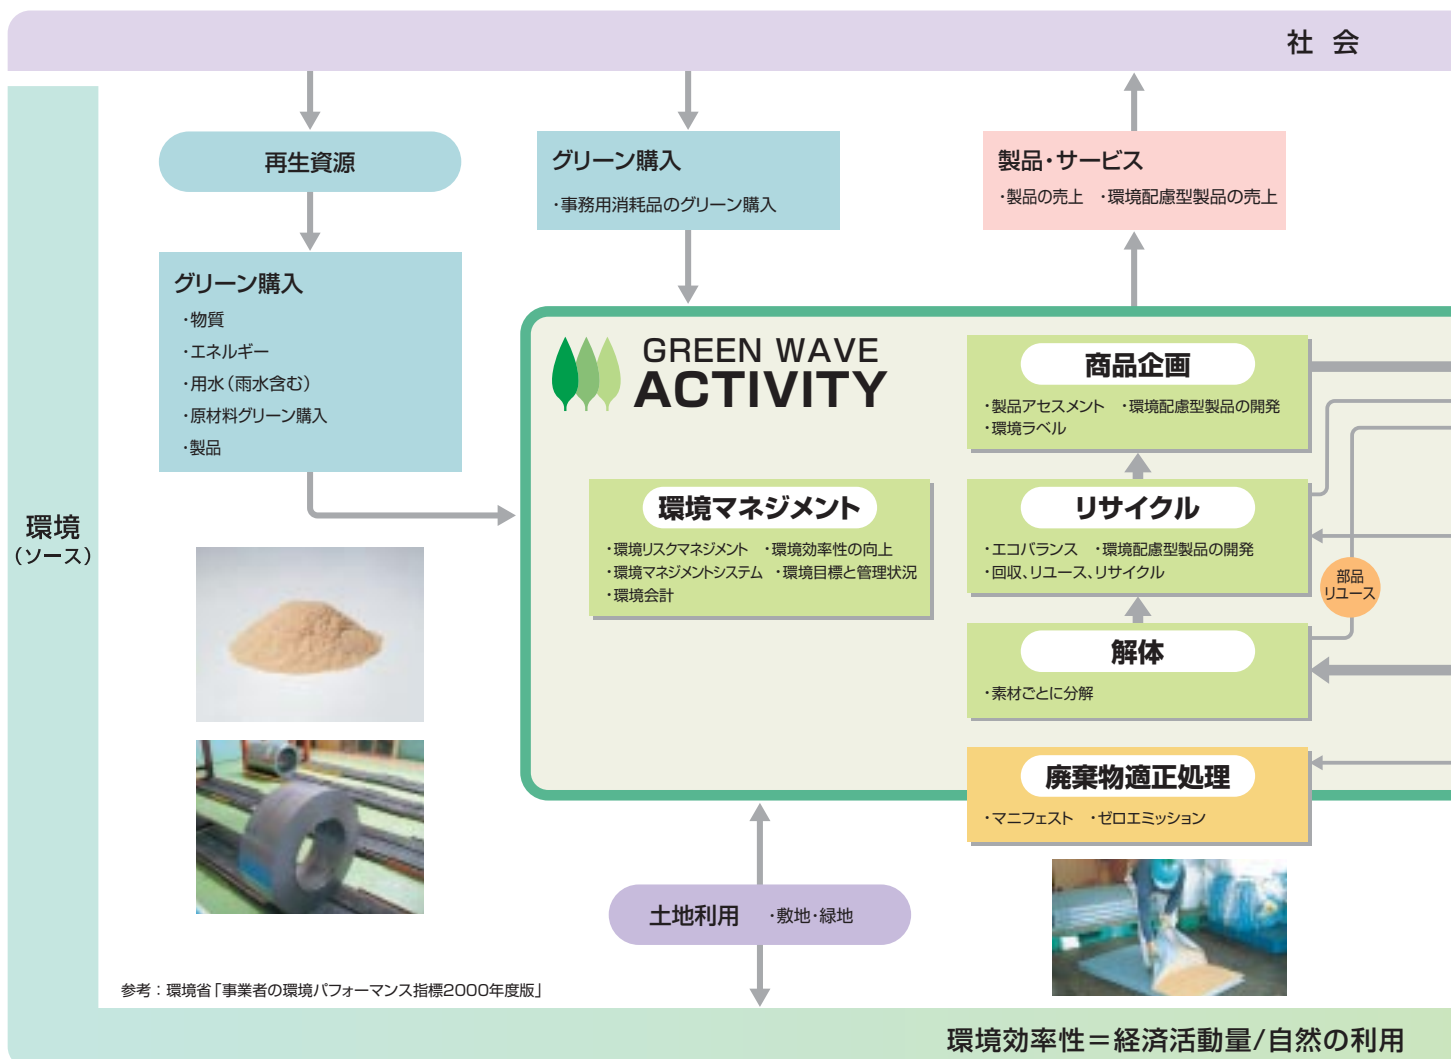 社 会
環境
（ソース）
再生資源
グリーン購入
・物質
・エネルギー
・用水（雨水含む）
・原材料グリーン購入
・製品
グリーン購入
・事務用消耗品のグリーン購入
製品・サービス
・製品の売上　・環境配慮型製品の売上
GREEN WAVE
ACTIVITY
環境マネジメント
・環境リスクマネジメント　・環境効率性の向上
・環境マネジメントシステム　・環境目標と管理状況
・環境会計
商品企画
・製品アセスメント　・環境配慮型製品の開発
・環境ラベル
リサイクル
・エコバランス　・環境配慮型製品の開発
・回収、リユース、リサイクル
部品
リユース
解体
・素材ごとに分解
廃棄物適正処理
・マニフェスト　・ゼロエミッション
土地利用　・敷地・緑地
参考：環境省「事業者の環境パフォーマンス指標2000年度版」
環境効率性＝経済活動量/自然の利用